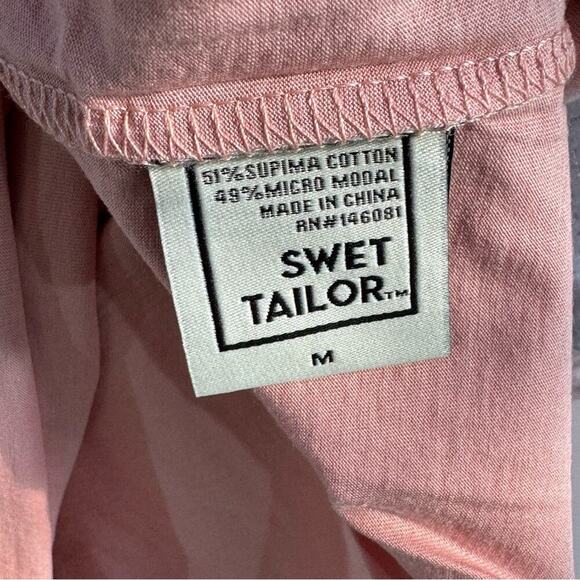 51%SUPIMA COTTON
49%MICRO MODAL
MADE IN CHINA
RN#146081
SWET
TAILOR™
M